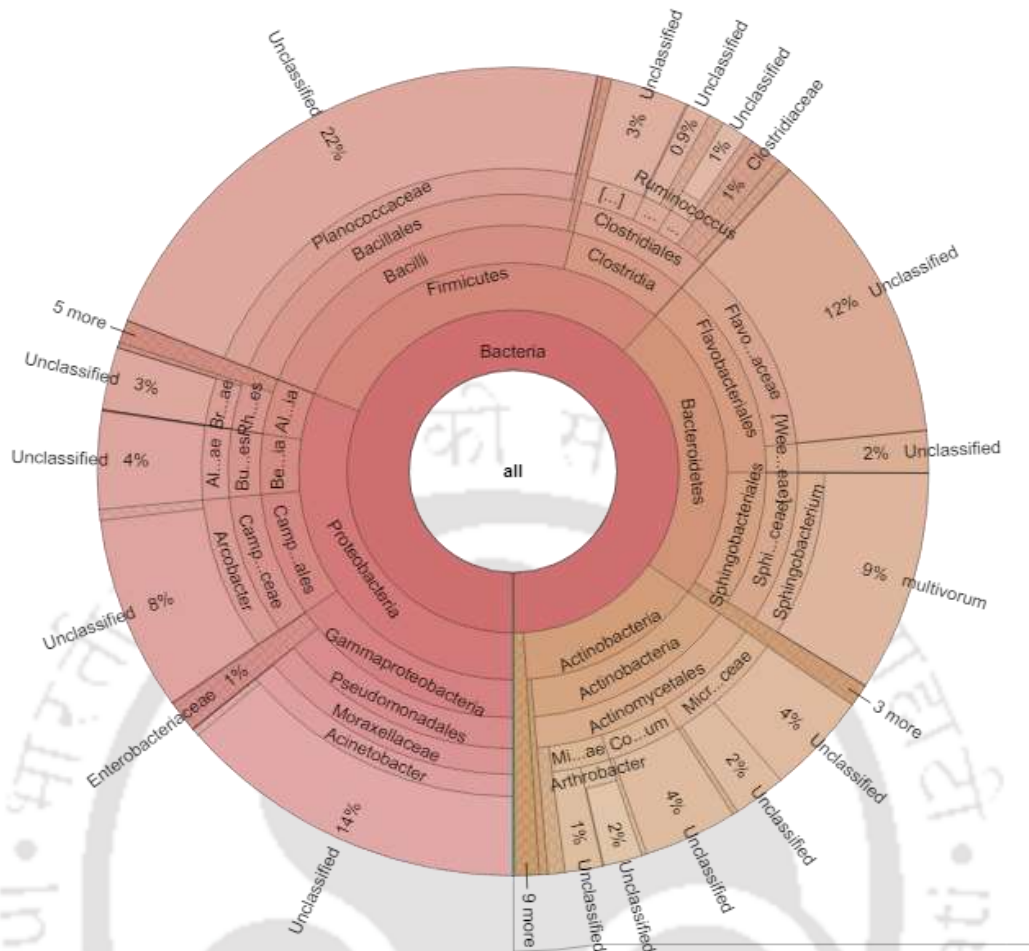 all
Bacteria
Firmicutes
Bacilli
Bacillales
Planococcaceae
Unclassified
22%
Clostridia
Clostridiales
[...]
...
...
Ruminococcus
3%
Unclassified
0.9%
Unclassified
1%
Unclassified
1%
Clostridiaceae
Bacteroidetes
Flavobacteriales
Flavo...aceae
12%
Unclassified
[Wee...eae]
2%
Unclassified
Sphingobacteriales
Sphi...ceae
Sphingobacterium
9%
multivorum
3 more
Actinobacteria
Actinobacteria
Actinomycetales
Micr...ceae
4%
Unclassified
2%
Unclassified
Co...um
4%
Unclassified
Mi...ae
Arthrobacter
2%
Unclassified
1%
Unclassified
9 more
Proteobacteria
Gammaproteobacteria
Pseudomonadales
Moraxellaceae
Acinetobacter
14%
Unclassified
1%
Enterobacteriaceae
Camp...ales
Camp...ceae
Arcobacter
8%
Unclassified
Be...ia
Bu...es
Al...ae
4%
Unclassified
Al...ia
Rh...es
Br...ae
3%
Unclassified
5 more